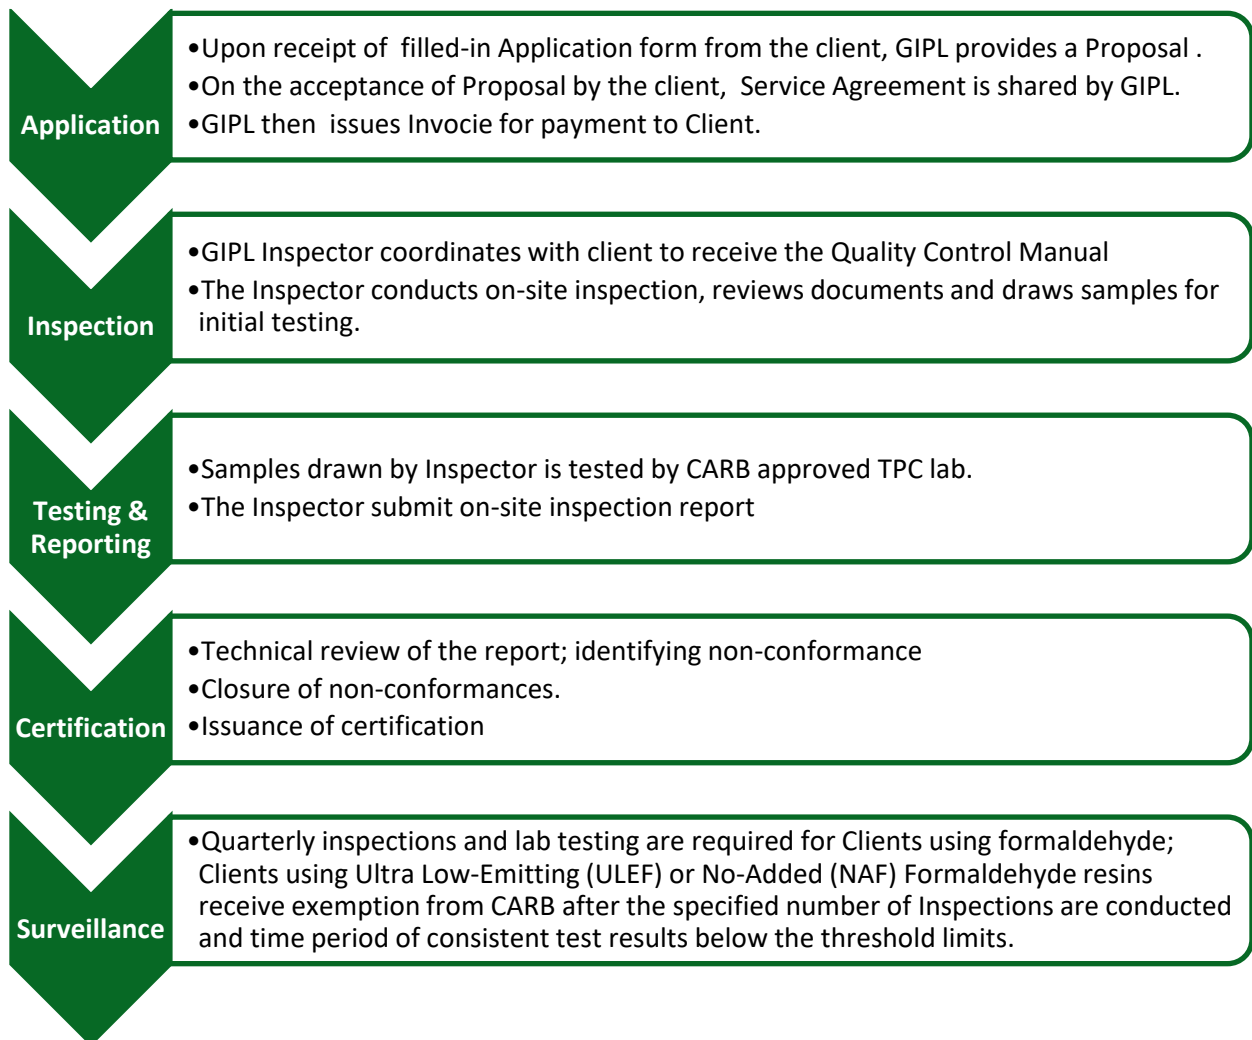 Application
•Upon receipt of  filled-in Application form from the client, GIPL provides a Proposal .
•On the acceptance of Proposal by the client,  Service Agreement is shared by GIPL.
•GIPL then  issues Invocie for payment to Client.
Inspection
•GIPL Inspector coordinates with client to receive the Quality Control Manual
•The Inspector conducts on-site inspection, reviews documents and draws samples for
initial testing.
Testing &
Reporting
•Samples drawn by Inspector is tested by CARB approved TPC lab.
•The Inspector submit on-site inspection report
Certification
•Technical review of the report; identifying non-conformance
•Closure of non-conformances.
•Issuance of certification
Surveillance
•Quarterly inspections and lab testing are required for Clients using formaldehyde;
Clients using Ultra Low-Emitting (ULEF) or No-Added (NAF) Formaldehyde resins
receive exemption from CARB after the specified number of Inspections are conducted
and time period of consistent test results below the threshold limits.